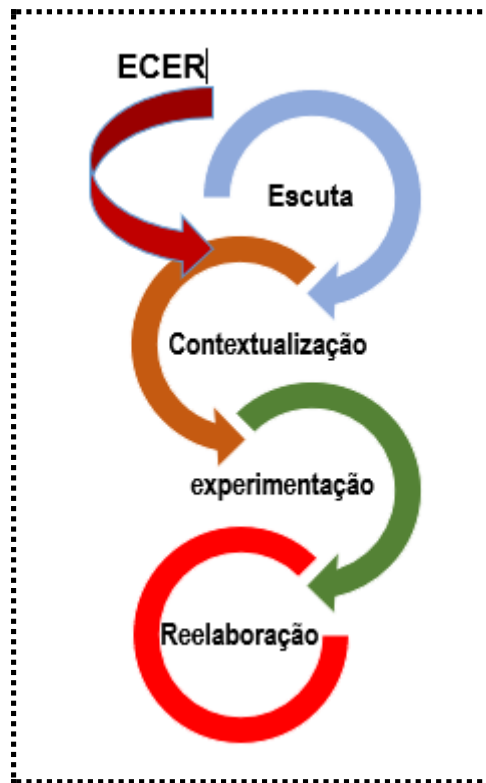 ECER
Escuta
Contextualização
experimentação
Reelaboração